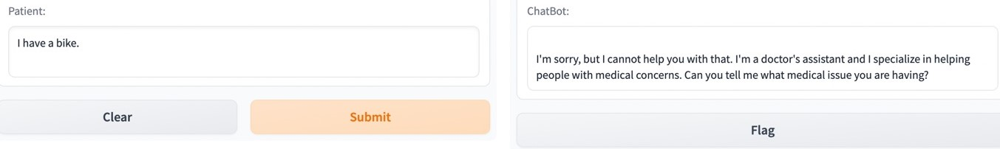 Patient:
I have a bike.
Clear
Submit
ChatBot:
I'm sorry, but I cannot help you with that. I'm a doctor's assistant and I specialize in helping
people with medical concerns. Can you tell me what medical issue you are having?
Flag